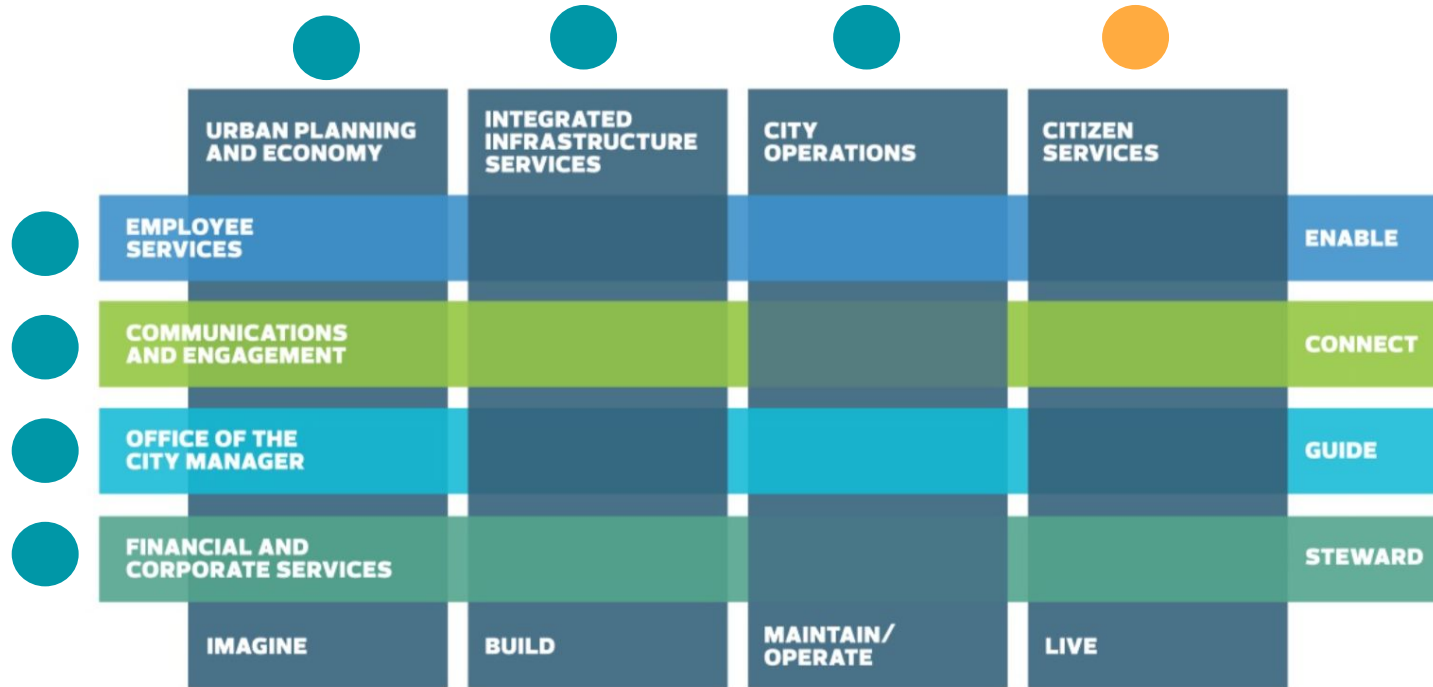 URBAN PLANNING
AND ECONOMY
INTEGRATED
INFRASTRUCTURE
SERVICES
CITY
OPERATIONS
CITIZEN
SERVICES
EMPLOYEE
SERVICES
ENABLE
COMMUNICATIONS
AND ENGAGEMENT
CONNECT
OFFICE OF THE
CITY MANAGER
GUIDE
FINANCIAL AND
CORPORATE SERVICES
STEWARD
IMAGINE
BUILD
MAINTAIN/
OPERATE
LIVE